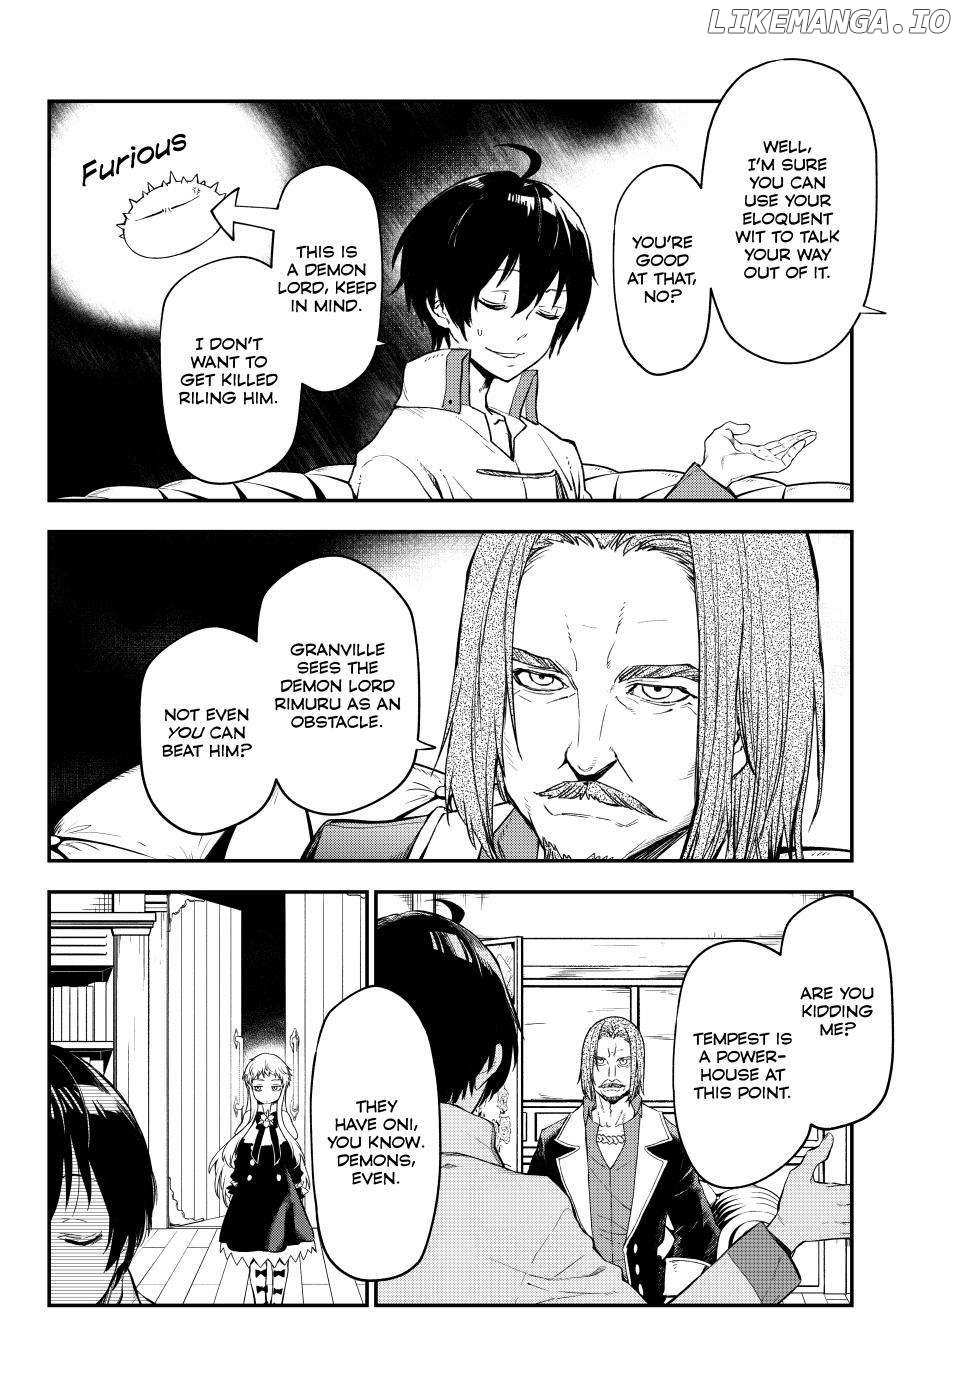 LIKEMANGA.IO
WELL,
I'M SURE
YOU CAN
USE YOUR
ELOQUENT
WIT TO TALK
YOUR WAY
OUT OF IT.
YOU'RE
GOOD
AT THAT,
NO?
THIS IS
A DEMON
LORD, KEEP
IN MIND.
I DON'T
WANT TO
GET KILLED
RILING HIM.
Furious
GRANVILLE
SEES THE
DEMON LORD
RIMURU AS AN
OBSTACLE.
NOT EVEN
YOU CAN
BEAT HIM?
ARE YOU
KIDDING
ME?
TEMPEST IS
A POWER-
HOUSE AT
THIS POINT.
THEY
HAVE ONI,
YOU KNOW.
DEMONS,
EVEN.